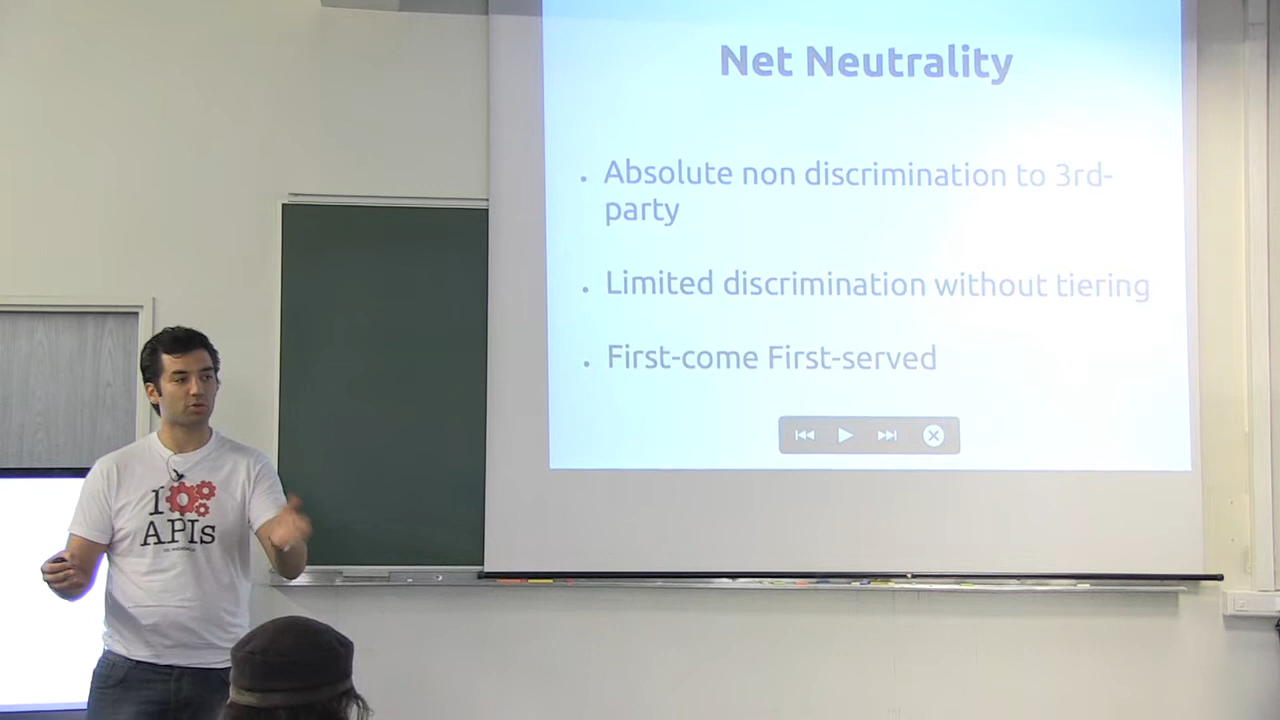 Net Neutrality
. Absolute non discrimination to 3rd-
party
. Limited discrimination without tiering
. First-come First-served
I
APIs